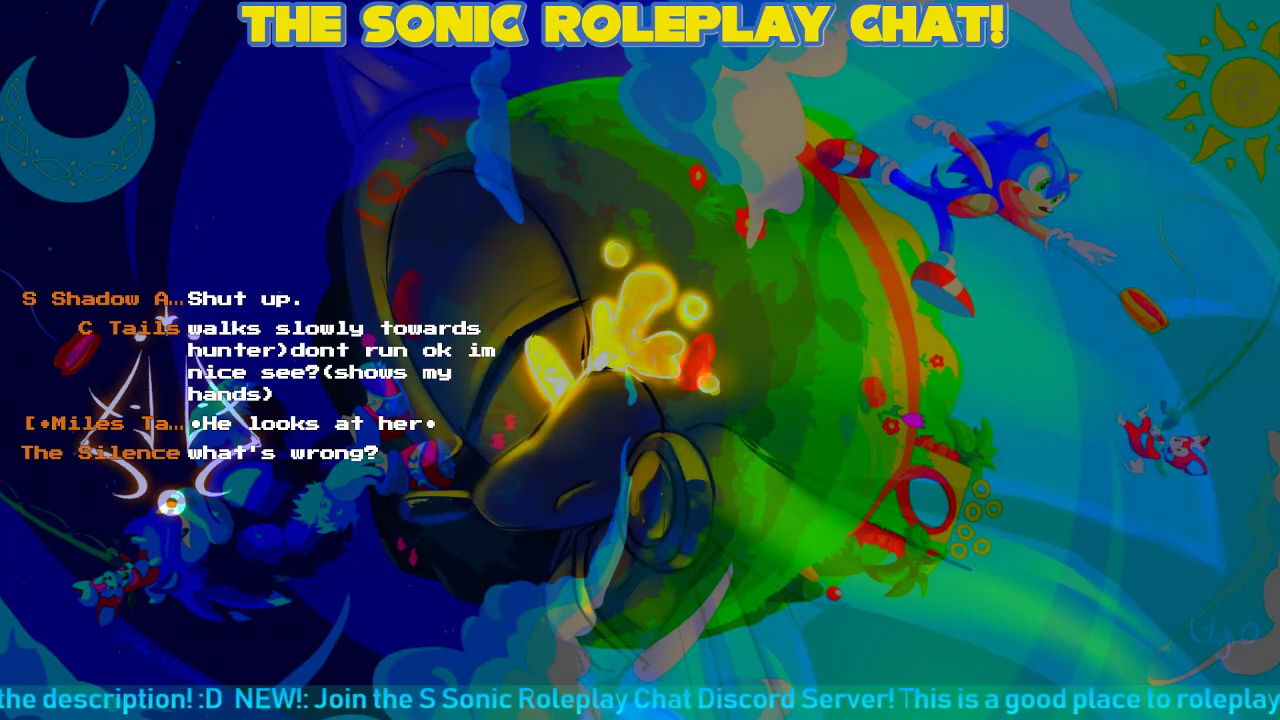 THE SONIC ROLEPLAY CHAT!
S Shadow A… Shut up.
C Tails walks slowly towards
hunter)dont run ok im
nice see?(shows my
hands)
[•Miles Ta… •He looks at her•
The Silence what's wrong?
the description! :D NEW!: Join the S Sonic Roleplay Chat Discord Server! This is a good place to roleplay